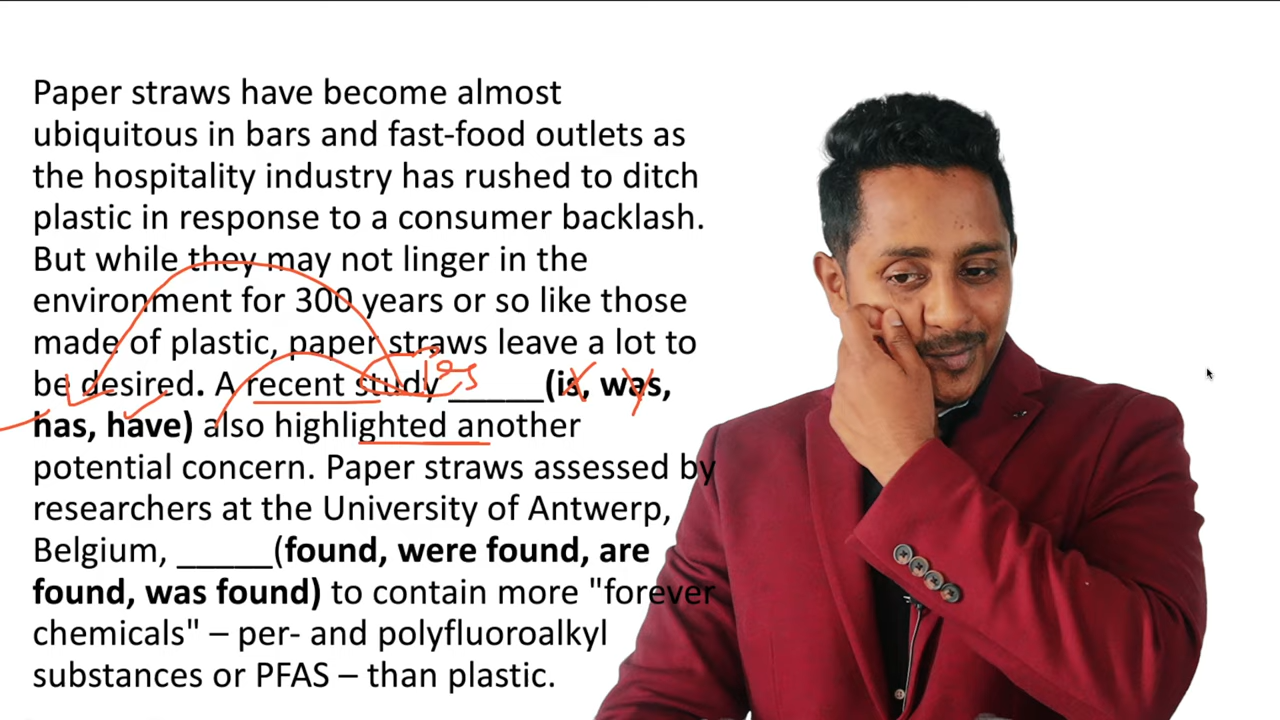 Paper straws have become almost
ubiquitous in bars and fast-food outlets as
the hospitality industry has rushed to ditch
plastic in response to a consumer backlash.
But while they may not linger in the
environment for 300 years or so like those
made of plastic, paper straws leave a lot to
be desired. A recent study _____(is, was,
has, have) also highlighted another
potential concern. Paper straws assessed by
researchers at the University of Antwerp,
Belgium, _____(found, were found, are
found, was found) to contain more "forever
chemicals" – per- and polyfluoroalkyl
substances or PFAS – than plastic.